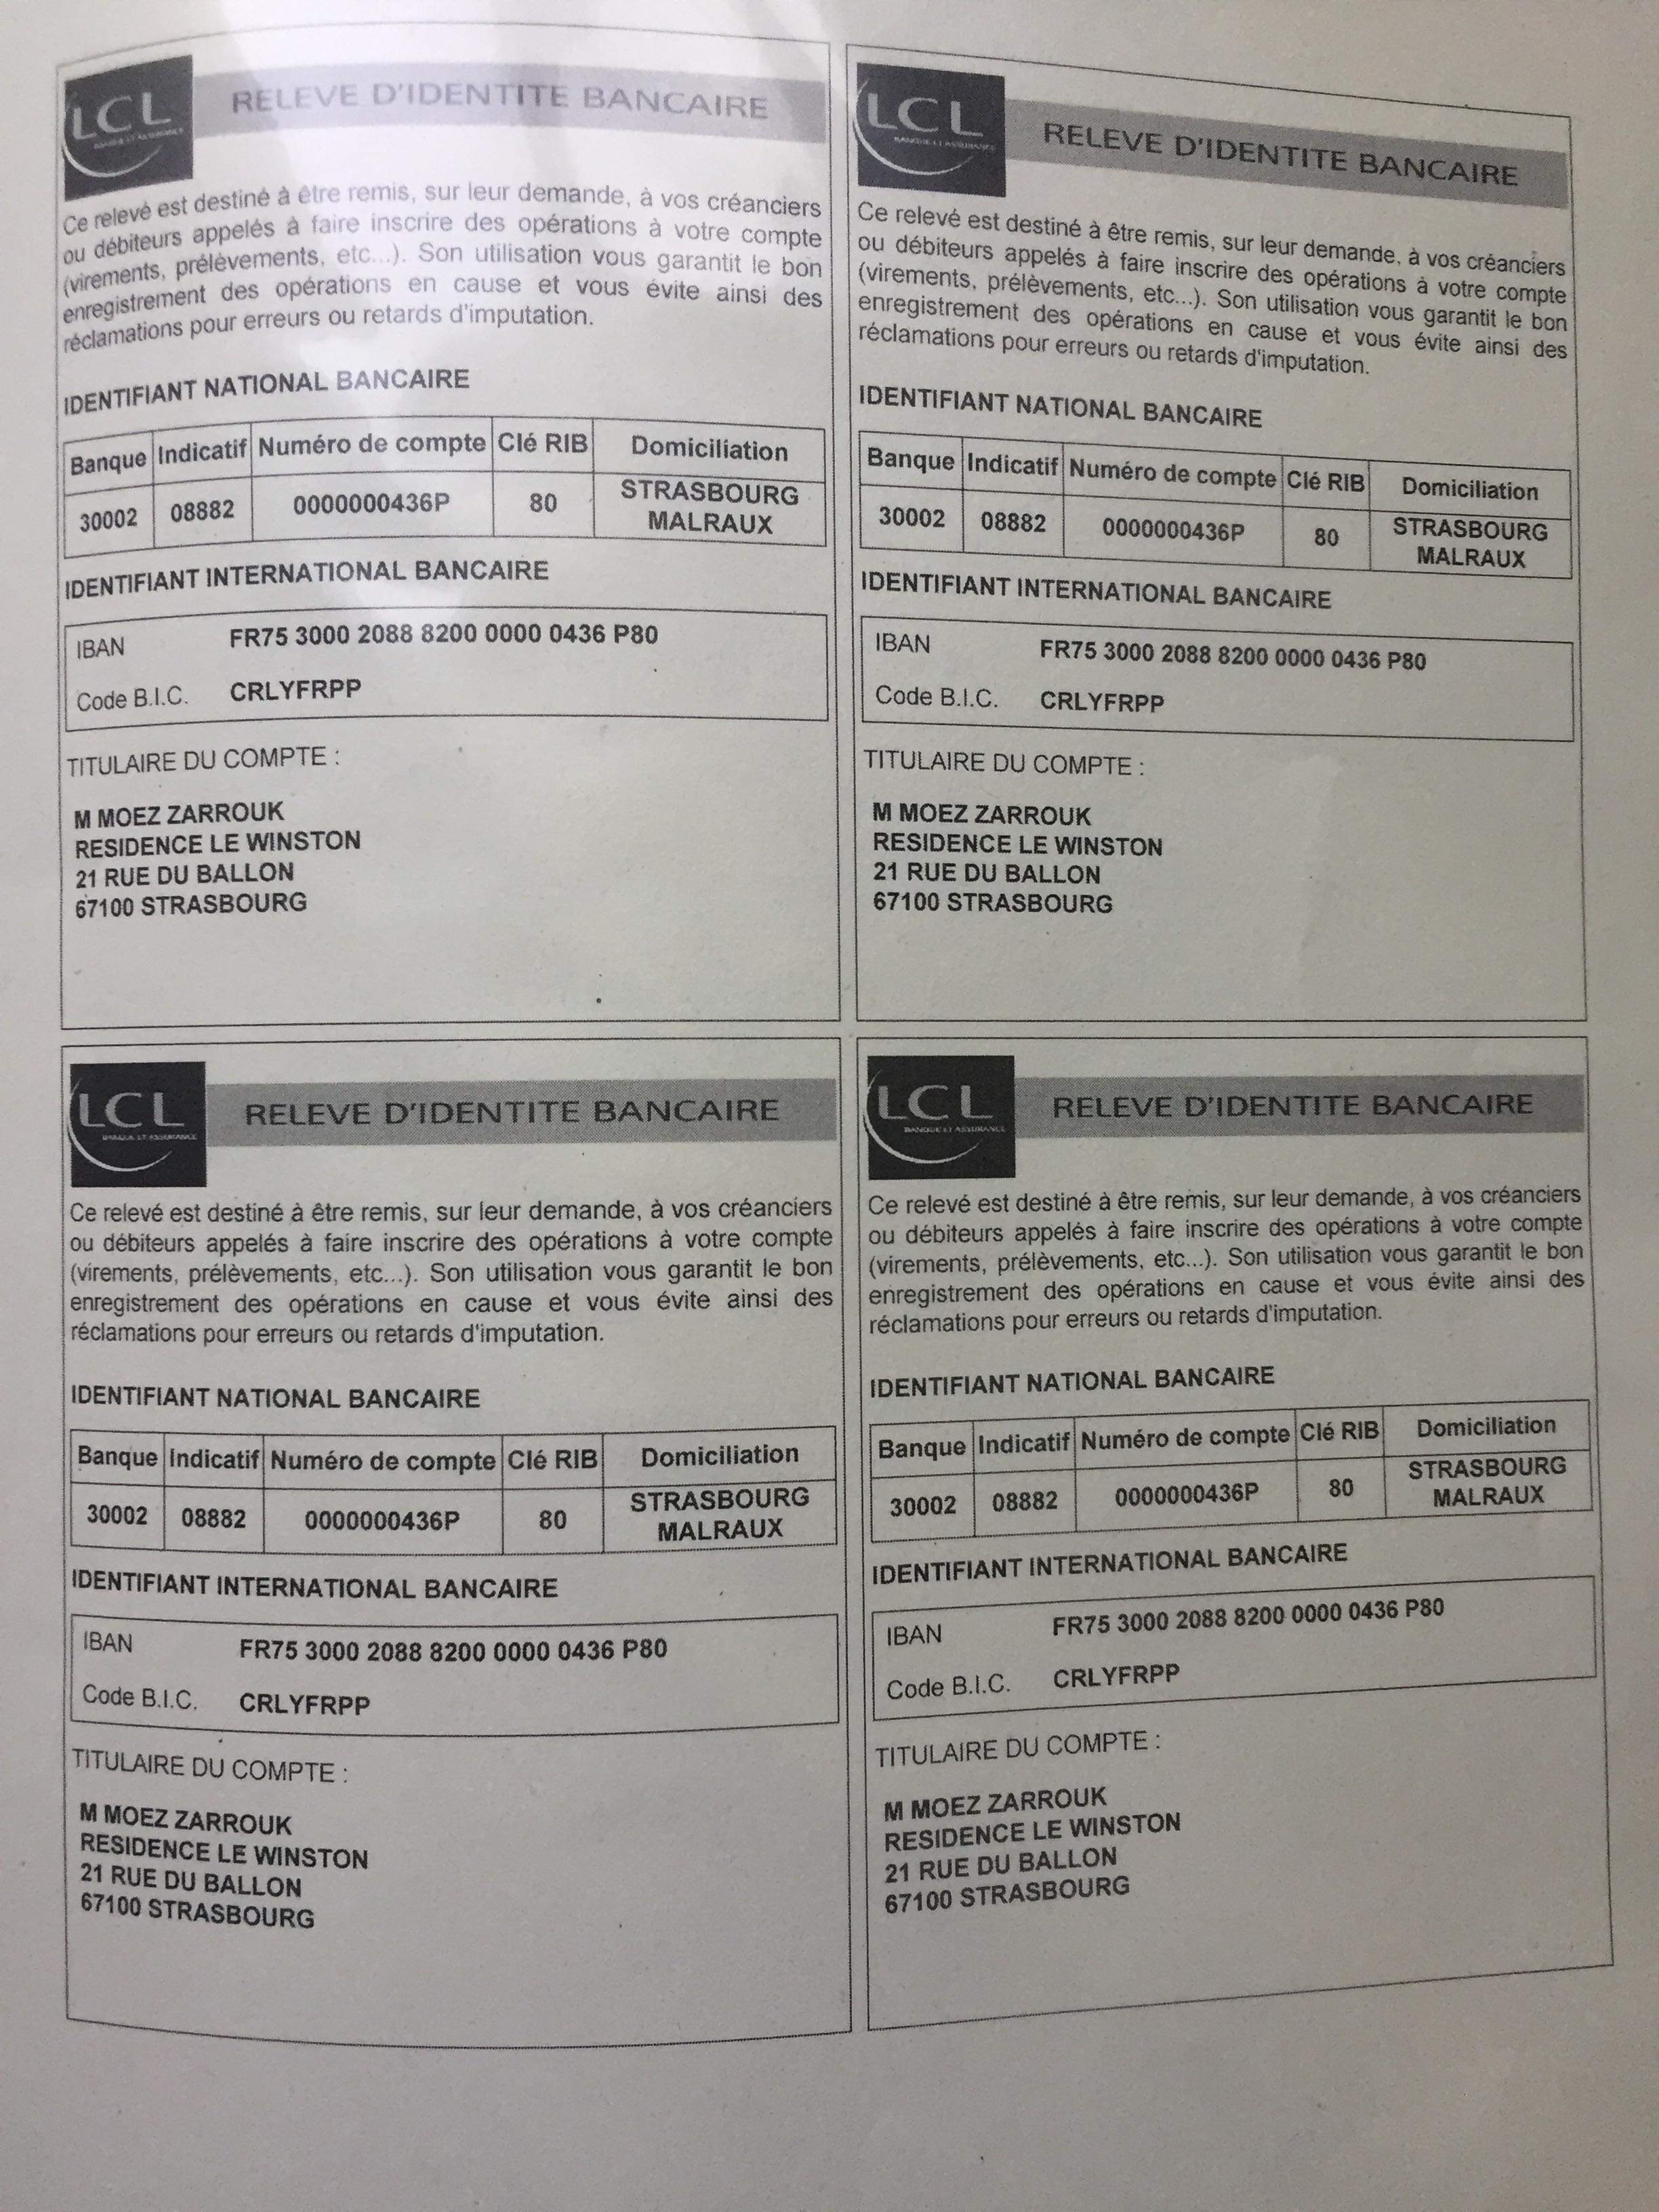 LCL
BANQUE ET ASSURANCE
RELEVE D'IDENTITE BANCAIRE
Ce relevé est destiné à être remis, sur leur demande, à vos créanciers
ou débiteurs appelés à faire inscrire des opérations à votre compte
(virements, prélèvements, etc...). Son utilisation vous garantit le bon
enregistrement des opérations en cause et vous évite ainsi des
réclamations pour erreurs ou retards d'imputation.
IDENTIFIANT NATIONAL BANCAIRE
Banque Indicatif Numéro de compte Clé RIB Domiciliation
30002 08882 0000000436P 80 STRASBOURG
MALRAUX
IDENTIFIANT INTERNATIONAL BANCAIRE
IBAN FR75 3000 2088 8200 0000 0436 P80
Code B.I.C. CRLYFRPP
TITULAIRE DU COMPTE :
M MOEZ ZARROUK
RESIDENCE LE WINSTON
21 RUE DU BALLON
67100 STRASBOURG
LCL
BANQUE ET ASSURANCE
RELEVE D'IDENTITE BANCAIRE
Ce relevé est destiné à être remis, sur leur demande, à vos créanciers
ou débiteurs appelés à faire inscrire des opérations à votre compte
(virements, prélèvements, etc...). Son utilisation vous garantit le bon
enregistrement des opérations en cause et vous évite ainsi des
réclamations pour erreurs ou retards d'imputation.
IDENTIFIANT NATIONAL BANCAIRE
Banque Indicatif Numéro de compte Clé RIB Domiciliation
30002 08882 0000000436P 80 STRASBOURG
MALRAUX
IDENTIFIANT INTERNATIONAL BANCAIRE
IBAN FR75 3000 2088 8200 0000 0436 P80
Code B.I.C. CRLYFRPP
TITULAIRE DU COMPTE :
M MOEZ ZARROUK
RESIDENCE LE WINSTON
21 RUE DU BALLON
67100 STRASBOURG
LCL
BANQUE ET ASSURANCE
RELEVE D'IDENTITE BANCAIRE
Ce relevé est destiné à être remis, sur leur demande, à vos créanciers
ou débiteurs appelés à faire inscrire des opérations à votre compte
(virements, prélèvements, etc...). Son utilisation vous garantit le bon
enregistrement des opérations en cause et vous évite ainsi des
réclamations pour erreurs ou retards d'imputation.
IDENTIFIANT NATIONAL BANCAIRE
Banque Indicatif Numéro de compte Clé RIB Domiciliation
30002 08882 0000000436P 80 STRASBOURG
MALRAUX
IDENTIFIANT INTERNATIONAL BANCAIRE
IBAN FR75 3000 2088 8200 0000 0436 P80
Code B.I.C. CRLYFRPP
TITULAIRE DU COMPTE :
M MOEZ ZARROUK
RESIDENCE LE WINSTON
21 RUE DU BALLON
67100 STRASBOURG
LCL
BANQUE ET ASSURANCE
RELEVE D'IDENTITE BANCAIRE
Ce relevé est destiné à être remis, sur leur demande, à vos créanciers
ou débiteurs appelés à faire inscrire des opérations à votre compte
(virements, prélèvements, etc...). Son utilisation vous garantit le bon
enregistrement des opérations en cause et vous évite ainsi des
réclamations pour erreurs ou retards d'imputation.
IDENTIFIANT NATIONAL BANCAIRE
Banque Indicatif Numéro de compte Clé RIB Domiciliation
30002 08882 0000000436P 80 STRASBOURG
MALRAUX
IDENTIFIANT INTERNATIONAL BANCAIRE
IBAN FR75 3000 2088 8200 0000 0436 P80
Code B.I.C. CRLYFRPP
TITULAIRE DU COMPTE :
M MOEZ ZARROUK
RESIDENCE LE WINSTON
21 RUE DU BALLON
67100 STRASBOURG